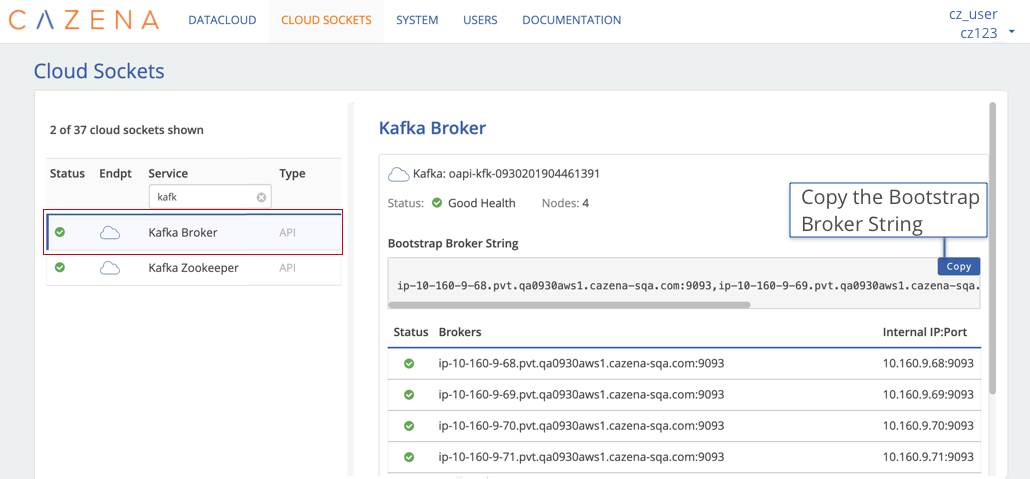 CAZENA
DATACLOUD
CLOUD SOCKETS
SYSTEM
USERS
DOCUMENTATION
cz_user
cz123
Cloud Sockets
2 of 37 cloud sockets shown
Status Endpt Service Type
kafk
Kafka Broker API
Kafka Zookeeper API
Kafka Broker
Kafka: oapi-kfk-0930201904461391
Status: Good Health Nodes: 4
Copy the Bootstrap
Broker String
Bootstrap Broker String
Copy
ip-10-160-9-68.pvt.qa0930aws1.cazena-sqa.com:9093,ip-10-160-9-69.pvt.qa0930aws1.cazena-sqa.
Status Brokers Internal IP:Port
ip-10-160-9-68.pvt.qa0930aws1.cazena-sqa.com:9093 10.160.9.68:9093
ip-10-160-9-69.pvt.qa0930aws1.cazena-sqa.com:9093 10.160.9.69:9093
ip-10-160-9-70.pvt.qa0930aws1.cazena-sqa.com:9093 10.160.9.70:9093
ip-10-160-9-71.pvt.qa0930aws1.cazena-sqa.com:9093 10.160.9.71:9093